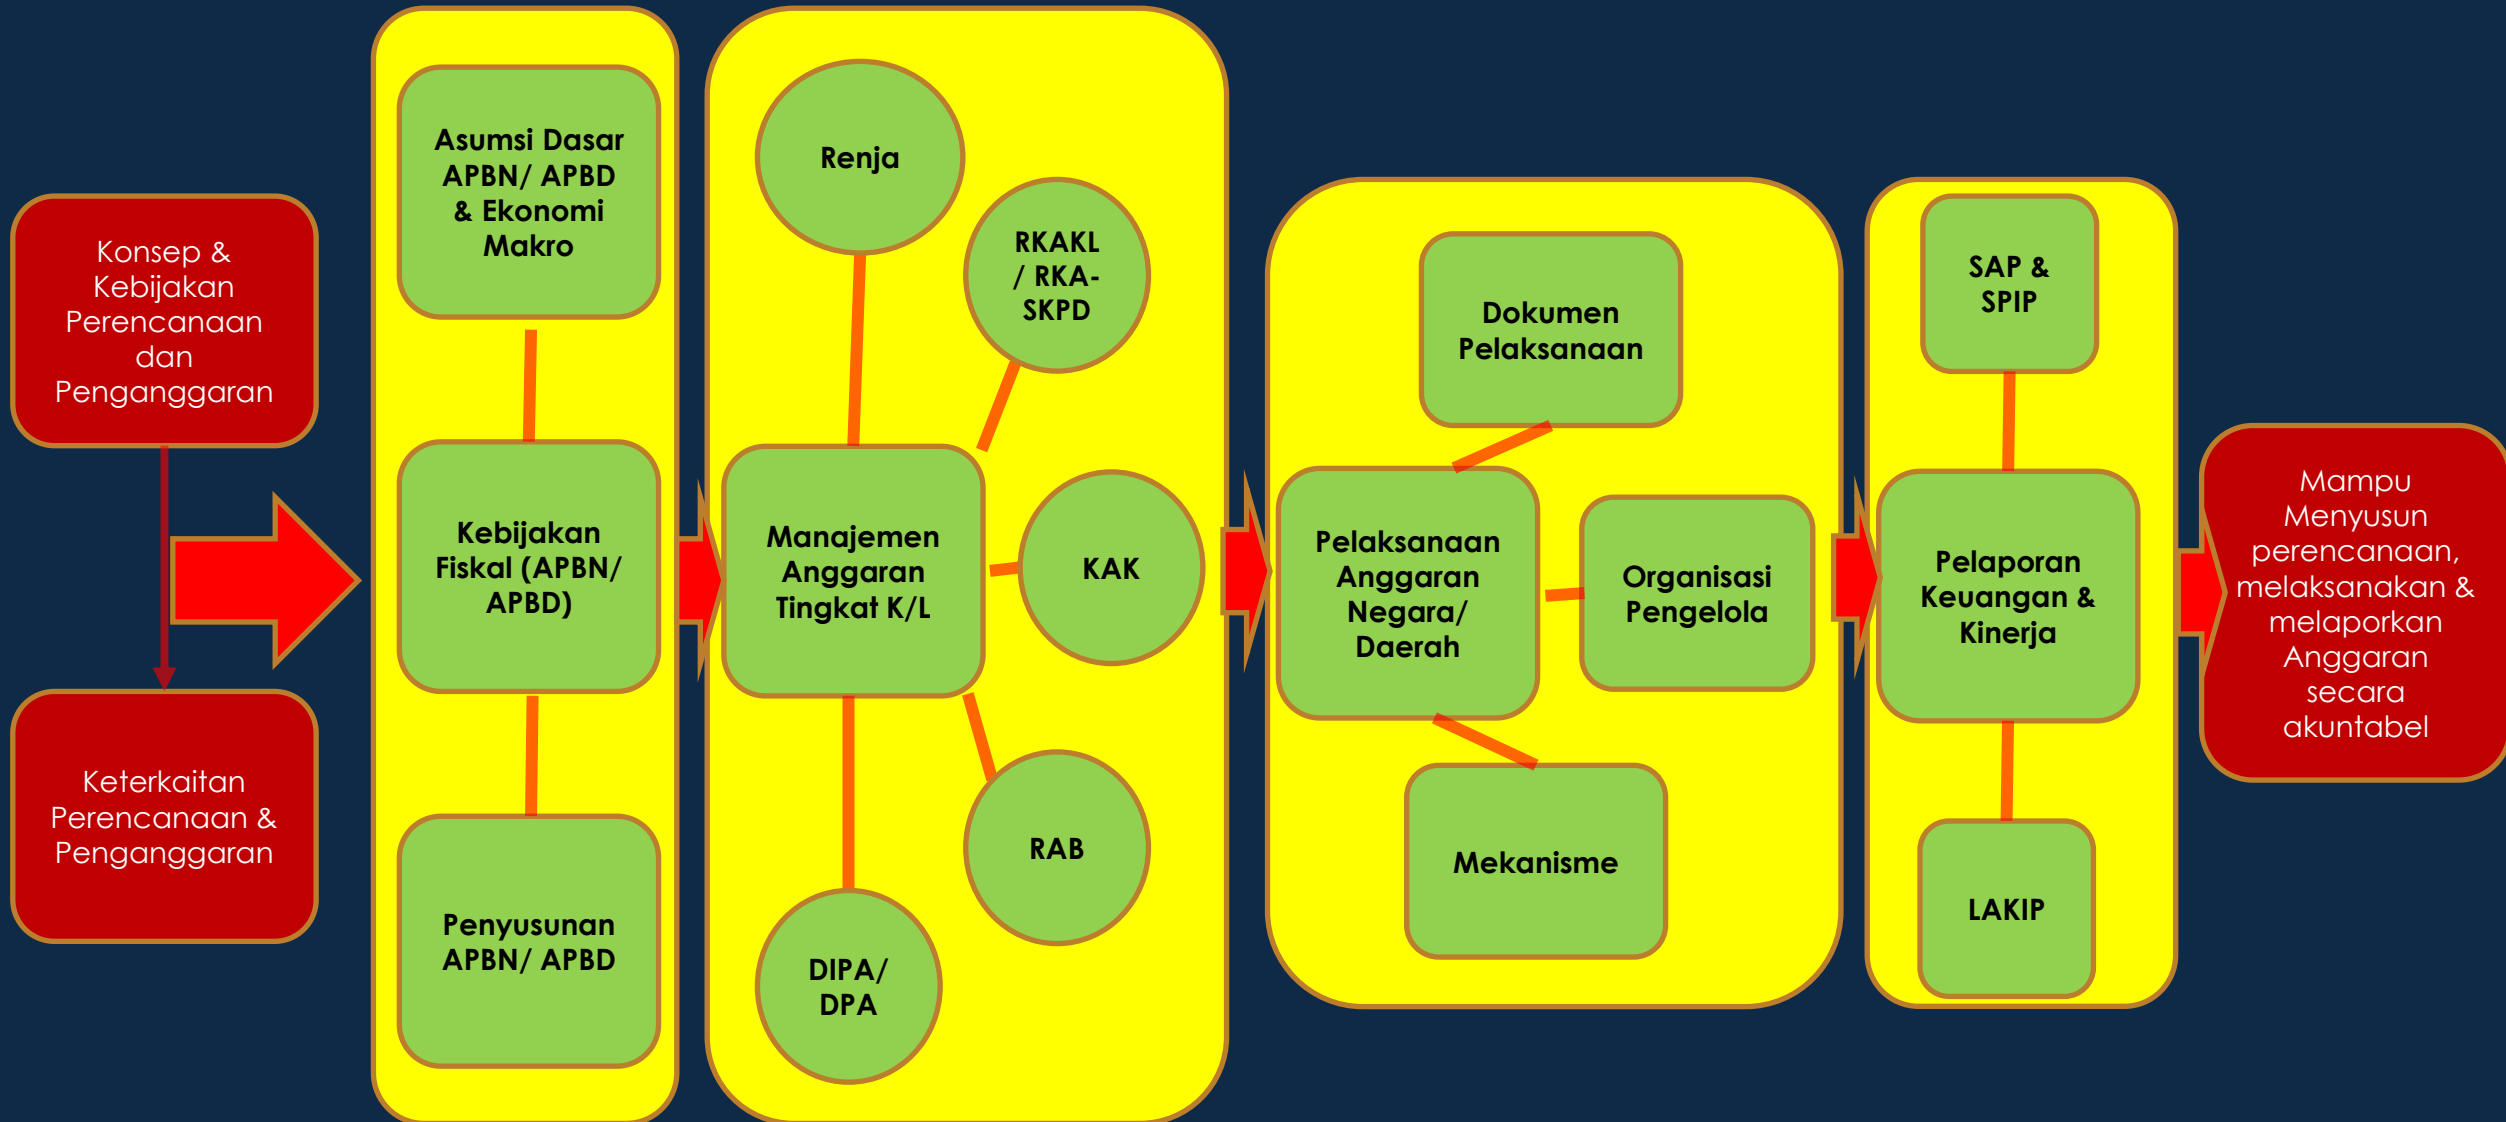 Konsep &
Kebijakan
Perencanaan
dan
Penganggaran
Keterkaitan
Perencanaan &
Penganggaran
Asumsi Dasar
APBN/ APBD
& Ekonomi
Makro
Kebijakan
Fiskal (APBN/
APBD)
Penyusunan
APBN/ APBD
Renja
RKAKL
/ RKA-
SKPD
Manajemen
Anggaran
Tingkat K/L
KAK
RAB
DIPA/
DPA
Dokumen
Pelaksanaan
Pelaksanaan
Anggaran
Negara/
Daerah
Organisasi
Pengelola
Mekanisme
SAP &
SPIP
Pelaporan
Keuangan &
Kinerja
LAKIP
Mampu
Menyusun
perencanaan,
melaksanakan &
melaporkan
Anggaran
secara
akuntabel